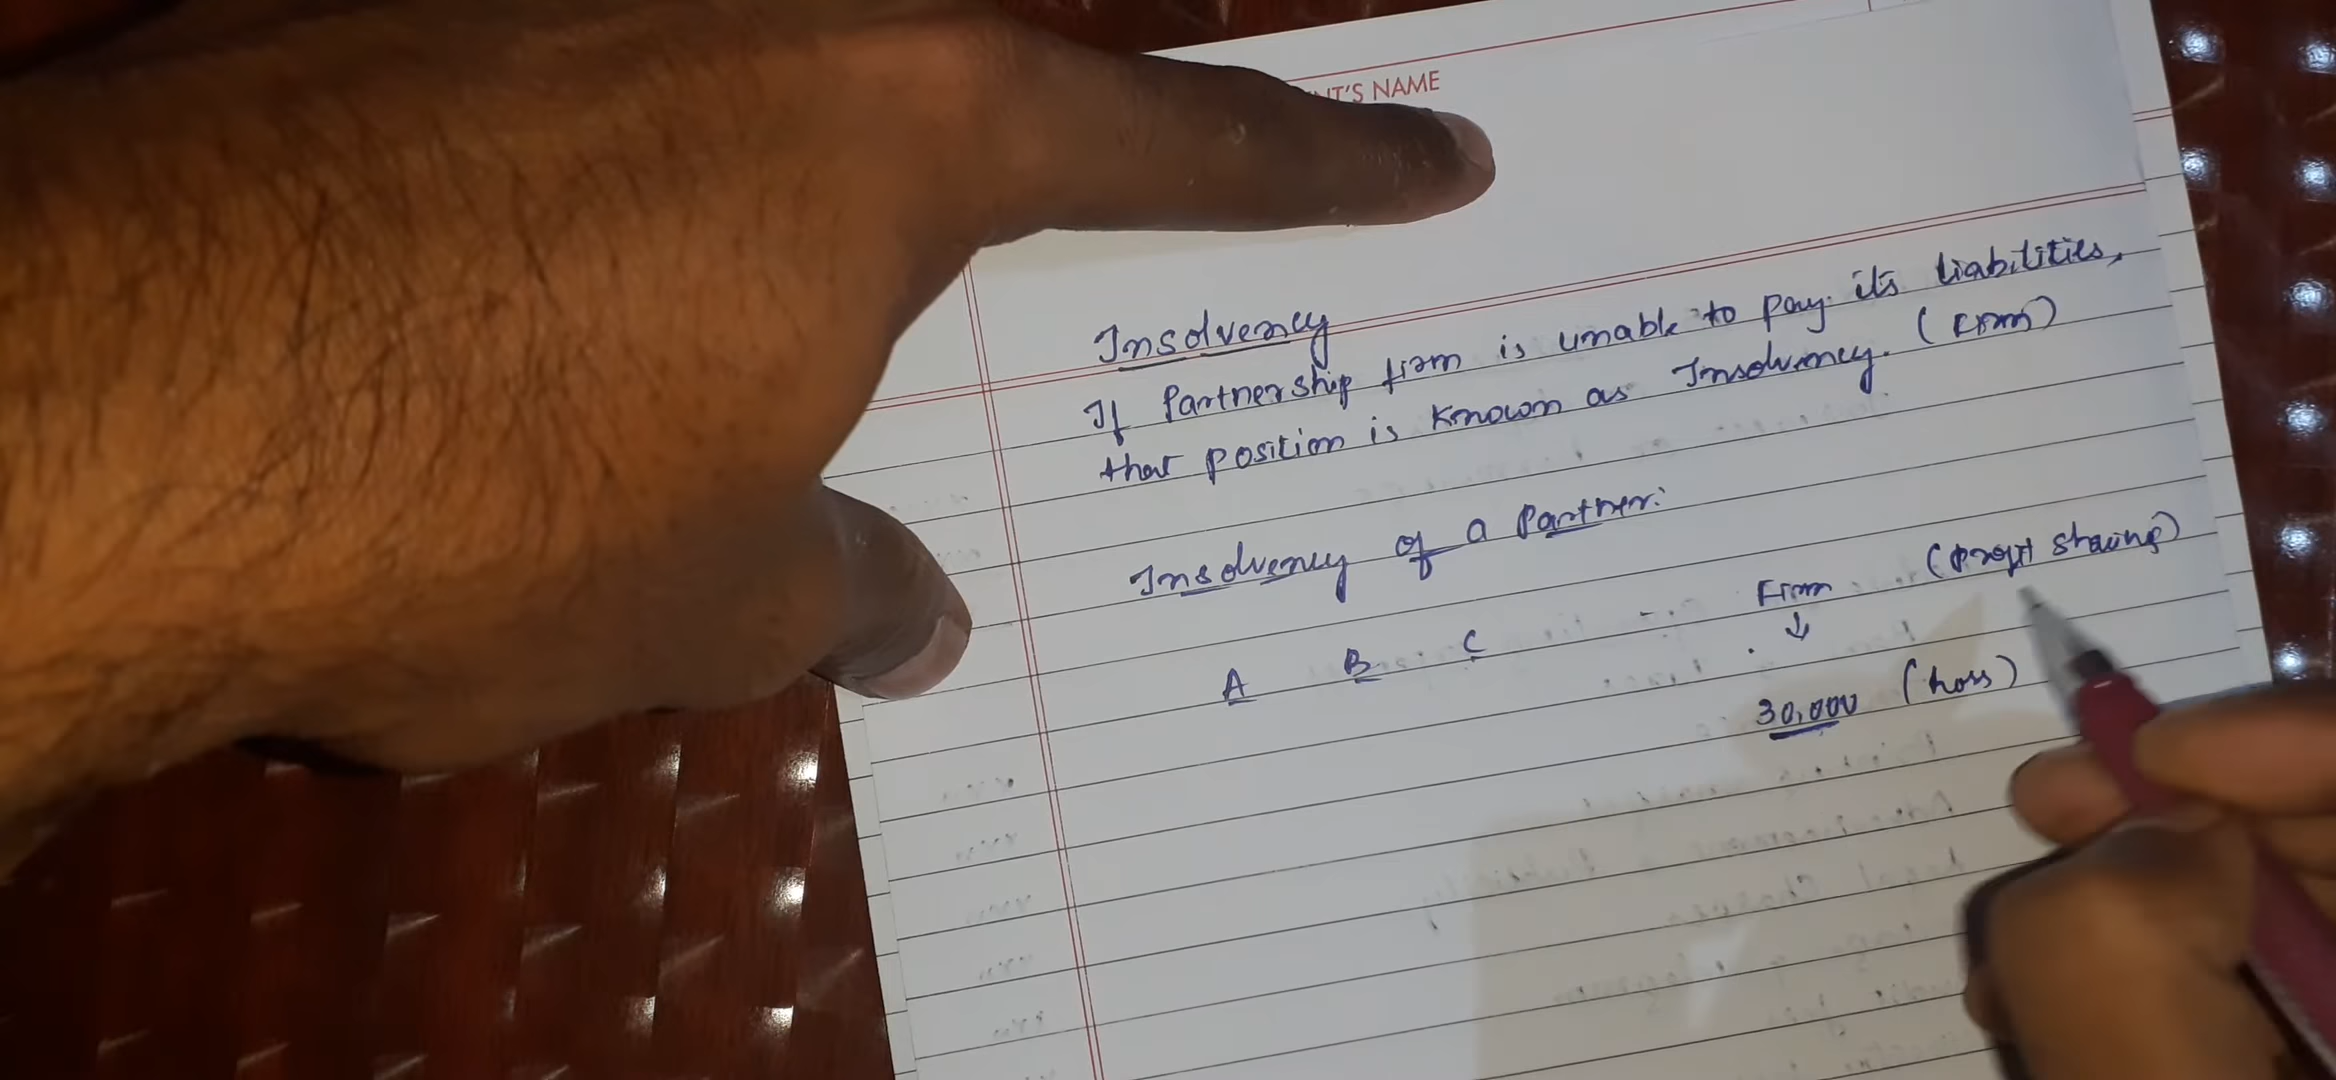 NT'S NAME
Insolvency
If Partnership firm is unable to pay its liabilities,
that position is known as Insolvency. (Firm)
Insolvency of a Partner:
A B C Firm (Profit sharing)
↓
30,000 (Loss)